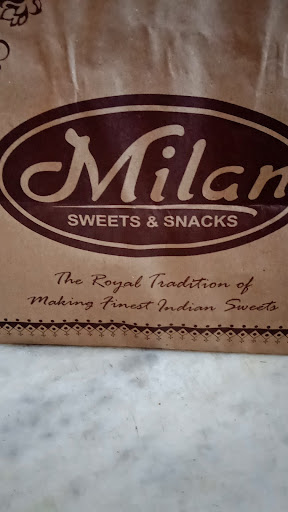 Milan
SWEETS & SNACKS
The Royal Tradition of
Making Finest Indian Sweets